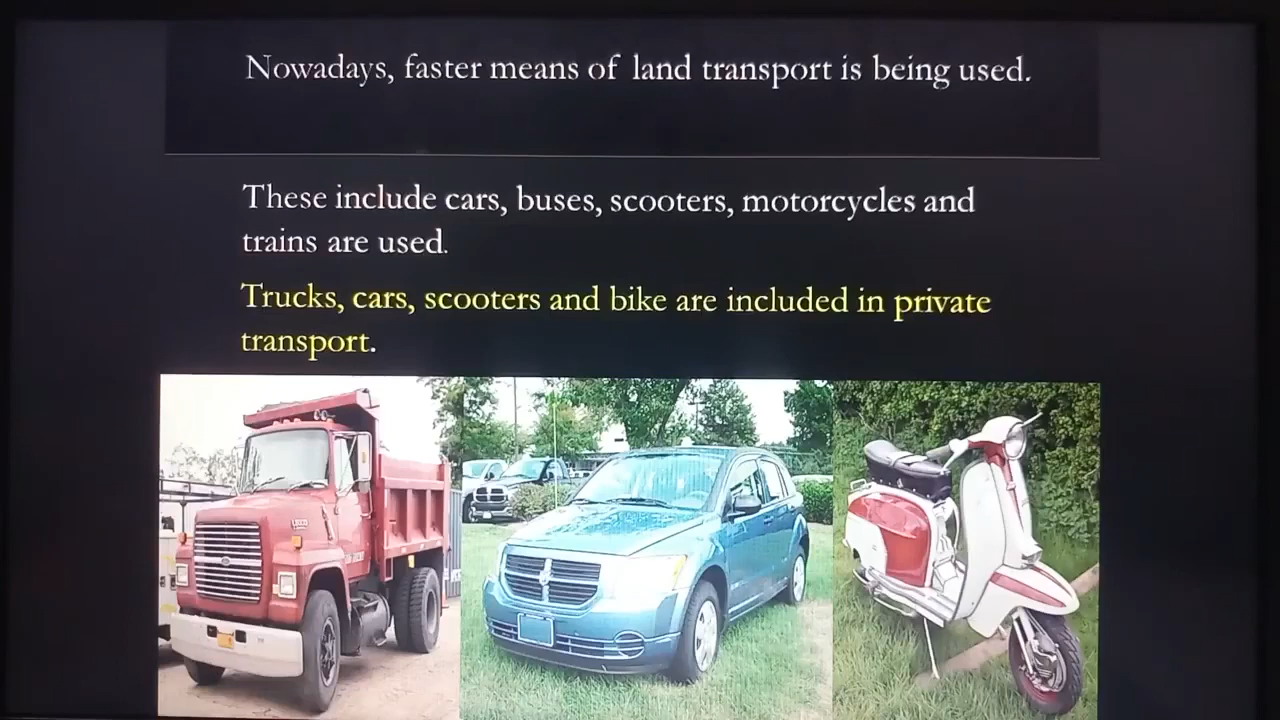 Nowadays, faster means of land transport is being used.
These include cars, buses, scooters, motorcycles and
trains are used.
Trucks, cars, scooters and bike are included in private
transport.